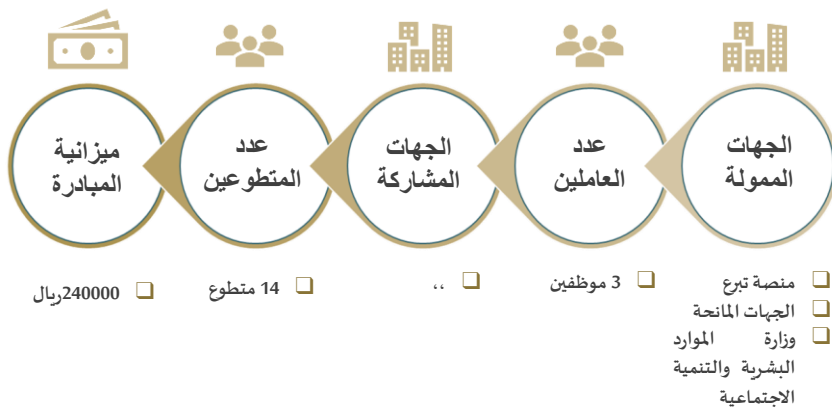 الجهات
الممولة
عدد
العاملين
الجهات
المشاركة
عدد
المتطوعين
ميزانية
المبادرة
منصة تبرع
الجهات المانحة
وزارة الموارد
البشرية والتنمية
الاجتماعية
3 موظفين
،،
14 متطوع
240000ريال